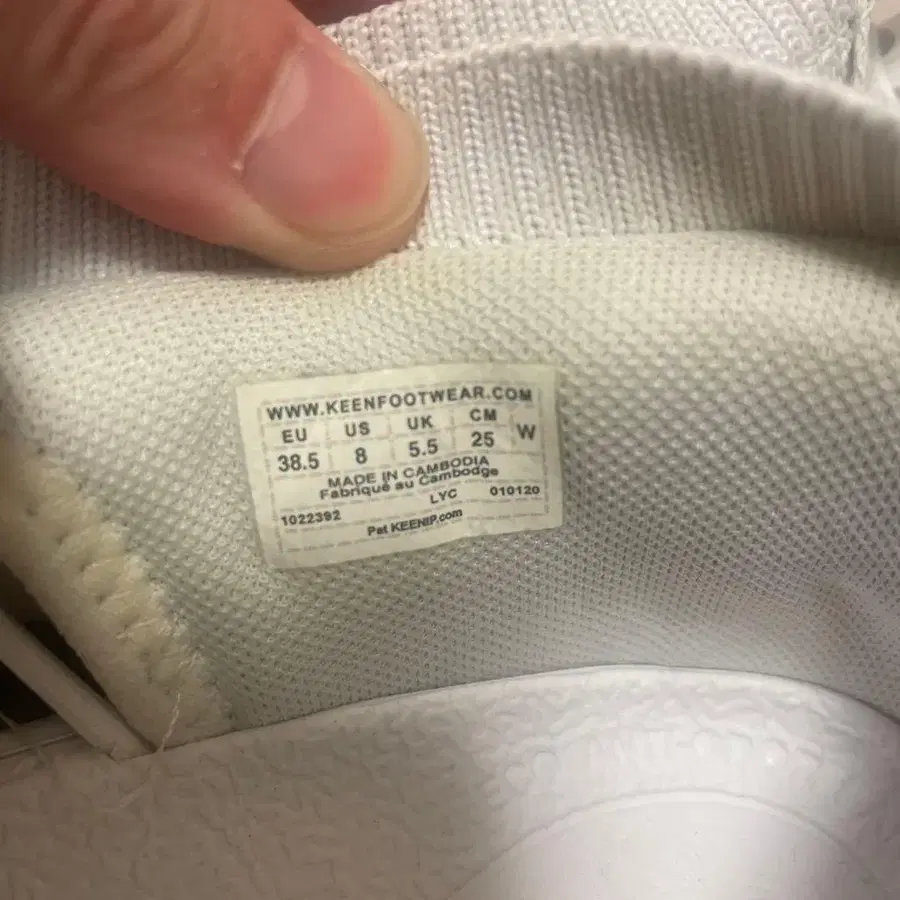 WWW.KEENFOOTWEAR.COM
EU US UK CM W
38.5 8 5.5 25
MADE IN CAMBODIA
Fabriqué au Cambodge
1022392 LYC 010120
Pat KEENIP.com